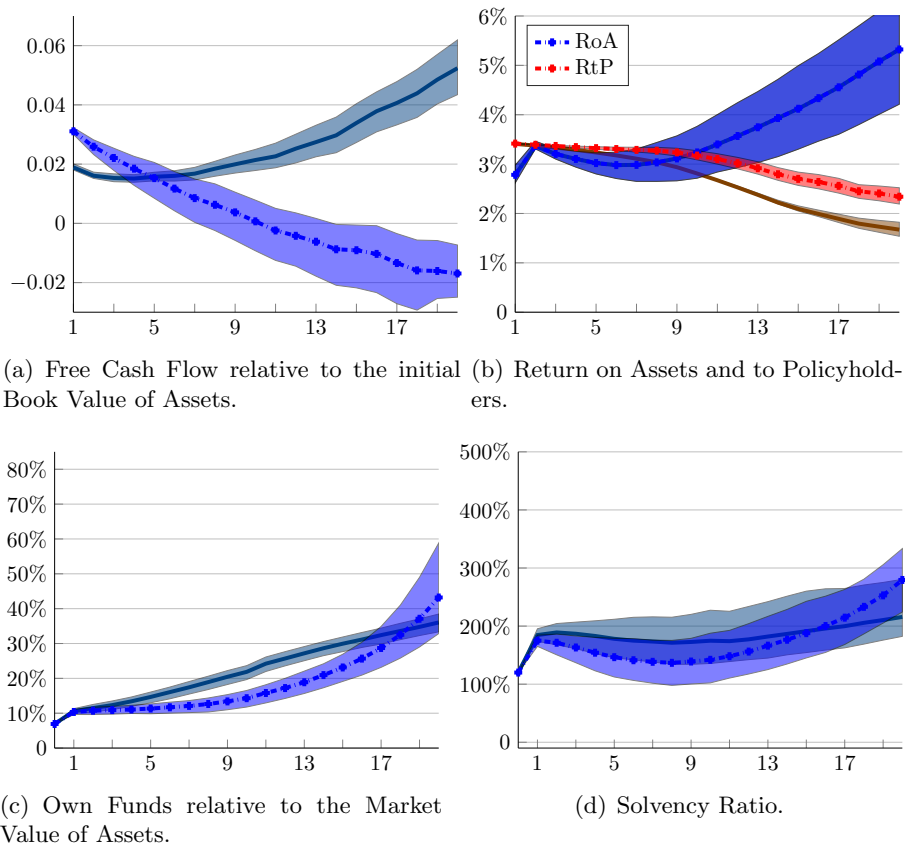 0.06
0.04
0.02
0
−0.02
1 5 9 13 17
(a) Free Cash Flow relative to the initial
Book Value of Assets.
6%
5%
4%
3%
2%
1%
0
RoA
RtP
1 5 9 13 17
(b) Return on Assets and to Policyhold-
ers.
80%
70%
60%
50%
40%
30%
20%
10%
0
1 5 9 13 17
(c) Own Funds relative to the Market
Value of Assets.
500%
400%
300%
200%
100%
0
1 5 9 13 17
(d) Solvency Ratio.